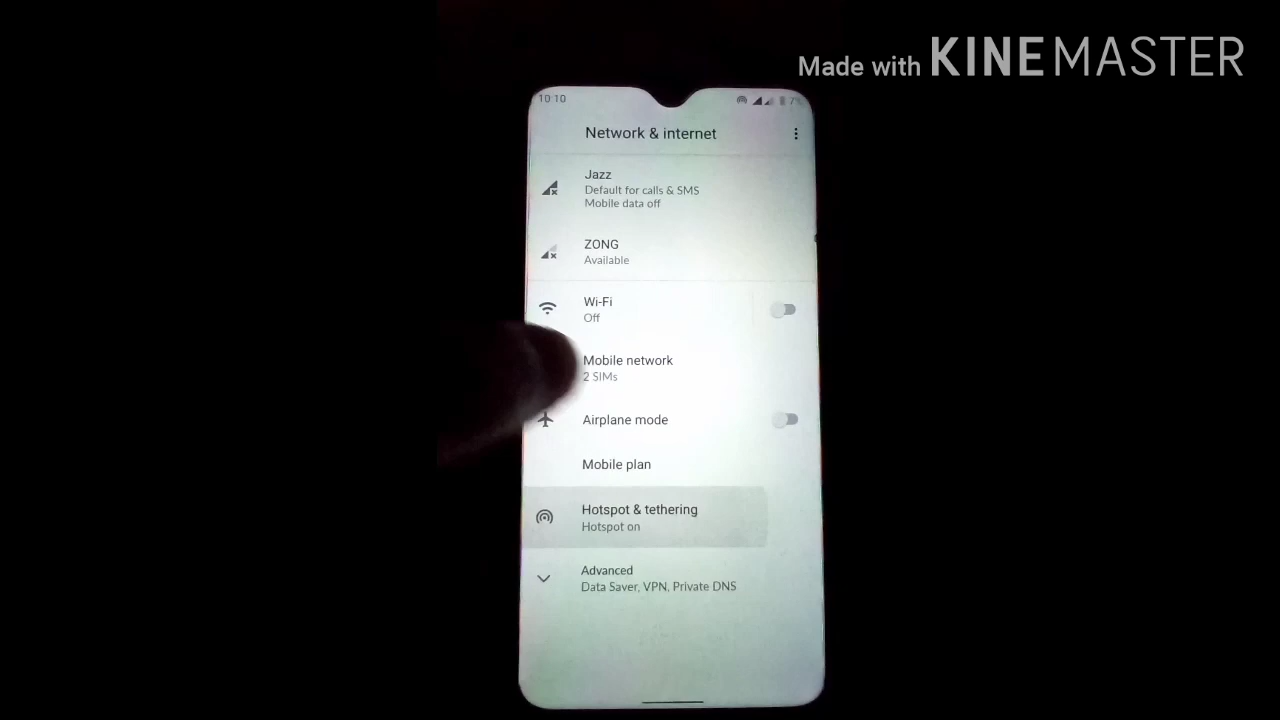 Made with KINEMASTER
10:10
7%
Network & internet
Jazz
Default for calls & SMS
Mobile data off
ZONG
Available
Wi-Fi
Off
Mobile network
2 SIMs
Airplane mode
Mobile plan
Hotspot & tethering
Hotspot on
Advanced
Data Saver, VPN, Private DNS